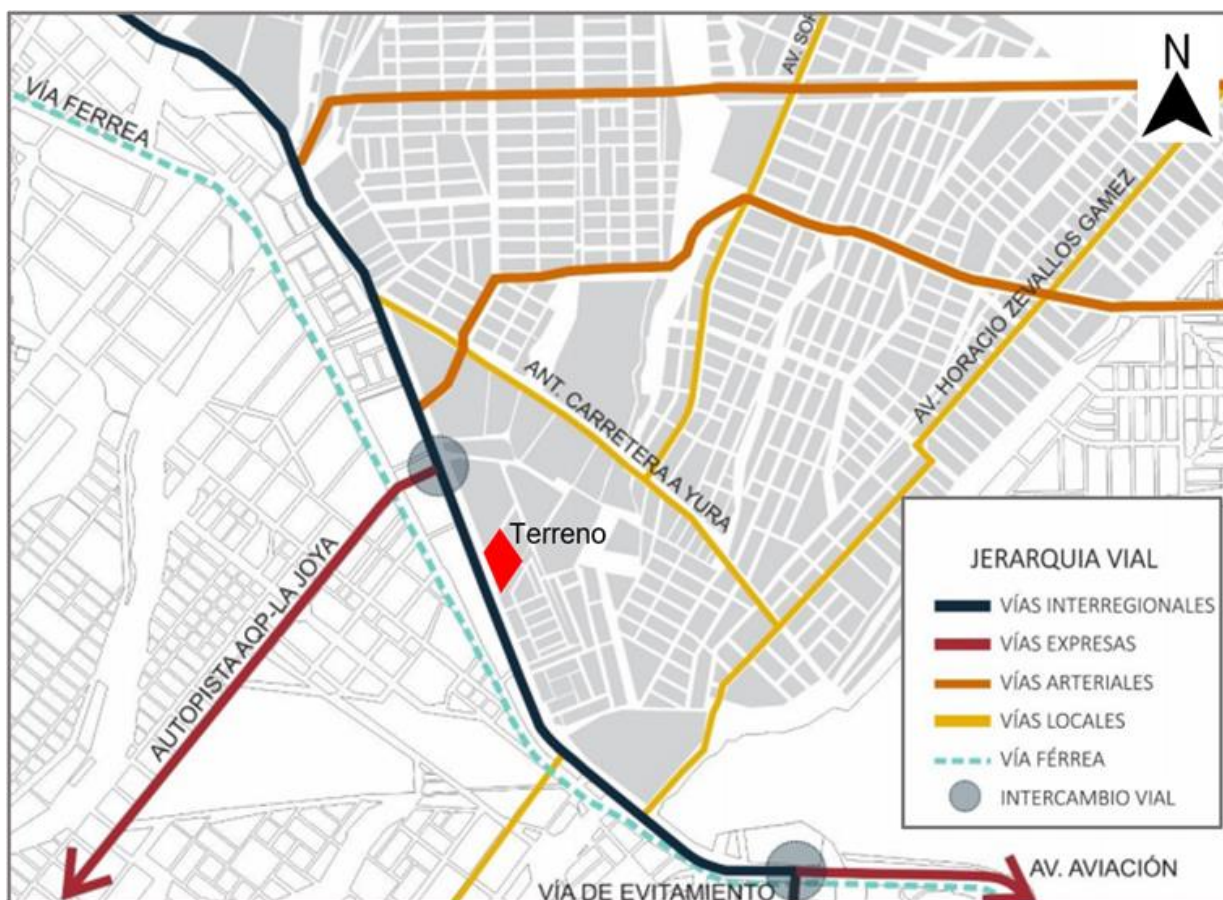 N
AV. SOR
VÍA FERREA
AV. HORACIO ZEVALLOS GAMEZ
ANT. CARRETERA A YURA
Terreno
AUTOPISTA AQP-LA JOYA
JERARQUIA VIAL
VÍAS INTERREGIONALES
VÍAS EXPRESAS
VÍAS ARTERIALES
VÍAS LOCALES
VÍA FÉRREA
INTERCAMBIO VIAL
AV. AVIACIÓN
VÍA DE EVITAMIENTO